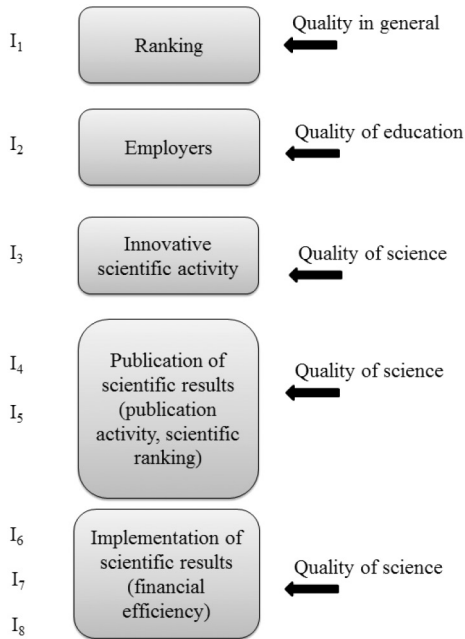 I1
Ranking
Quality in general
I2
Employers
Quality of education
I3
Innovative
scientific activity
Quality of science
I4
I5
Publication of
scientific results
(publication
activity, scientific
ranking)
Quality of science
I6
I7
I8
Implementation of
scientific results
(financial
efficiency)
Quality of science